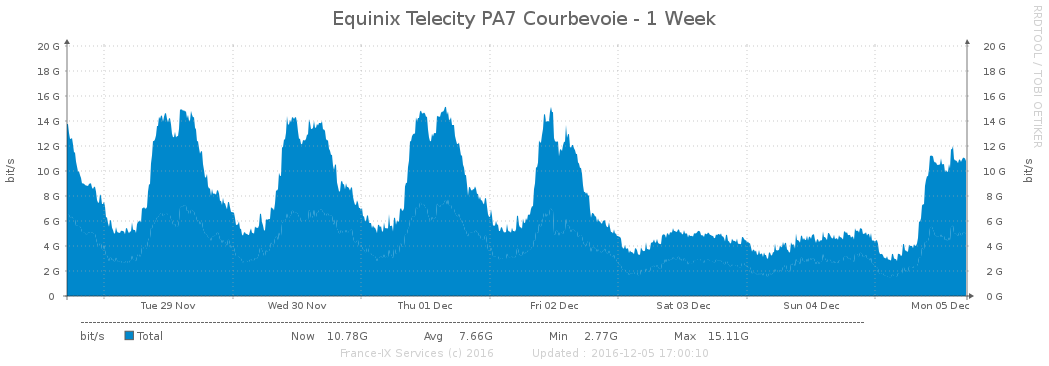 Equinix Telecity PA7 Courbevoie - 1 Week
RRDTOOL / TOBI OETIKER
bit/s
20 G
18 G
16 G
14 G
12 G
10 G
8 G
6 G
4 G
2 G
0
20 G
18 G
16 G
14 G
12 G
10 G
8 G
6 G
4 G
2 G
0 G
bit/s
Tue 29 Nov Wed 30 Nov Thu 01 Dec Fri 02 Dec Sat 03 Dec Sun 04 Dec Mon 05 Dec
bit/s Total Now 10.78G Avg 7.66G Min 2.77G Max 15.11G
France-IX Services (c) 2016 Updated : 2016-12-05 17:00:10